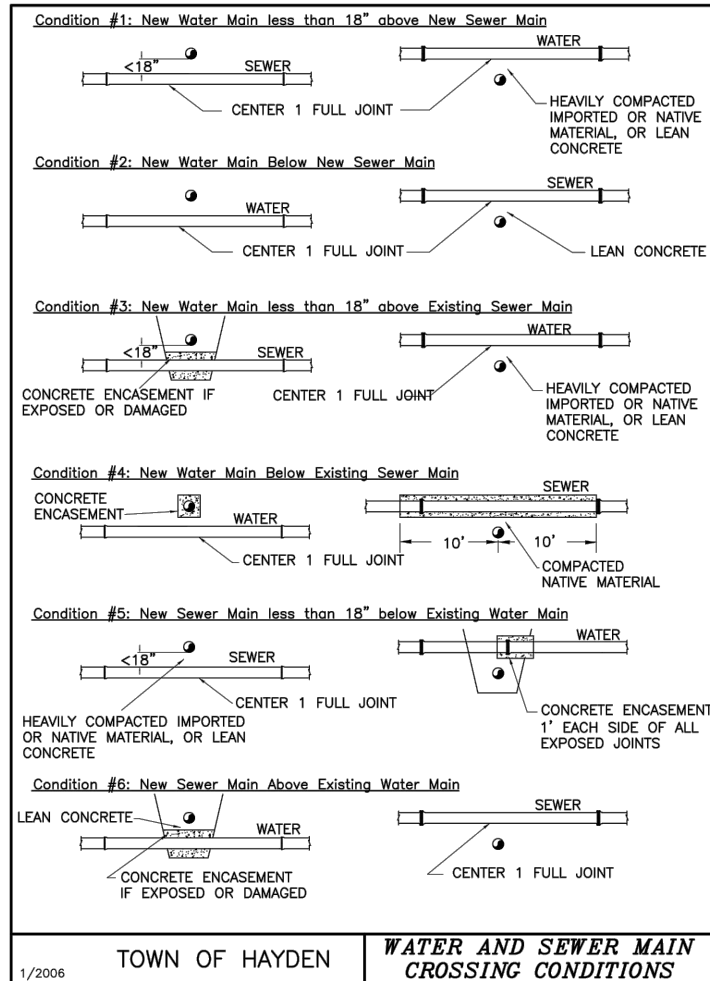 Condition #1: New Water Main less than 18" above New Sewer Main
<18"
SEWER
WATER
CENTER 1 FULL JOINT
HEAVILY COMPACTED
IMPORTED OR NATIVE
MATERIAL, OR LEAN
CONCRETE
Condition #2: New Water Main Below New Sewer Main
WATER
SEWER
CENTER 1 FULL JOINT
LEAN CONCRETE
Condition #3: New Water Main less than 18" above Existing Sewer Main
<18"
SEWER
WATER
CONCRETE ENCASEMENT IF
EXPOSED OR DAMAGED
CENTER 1 FULL JOINT
HEAVILY COMPACTED
IMPORTED OR NATIVE
MATERIAL, OR LEAN
CONCRETE
Condition #4: New Water Main Below Existing Sewer Main
CONCRETE
ENCASEMENT
WATER
SEWER
CENTER 1 FULL JOINT
10'
10'
COMPACTED
NATIVE MATERIAL
Condition #5: New Sewer Main less than 18" below Existing Water Main
<18"
SEWER
WATER
CENTER 1 FULL JOINT
HEAVILY COMPACTED IMPORTED
OR NATIVE MATERIAL, OR LEAN
CONCRETE
CONCRETE ENCASEMENT
1' EACH SIDE OF ALL
EXPOSED JOINTS
Condition #6: New Sewer Main Above Existing Water Main
LEAN CONCRETE
WATER
SEWER
CONCRETE ENCASEMENT
IF EXPOSED OR DAMAGED
CENTER 1 FULL JOINT
1/2006
TOWN OF HAYDEN
WATER AND SEWER MAIN
CROSSING CONDITIONS